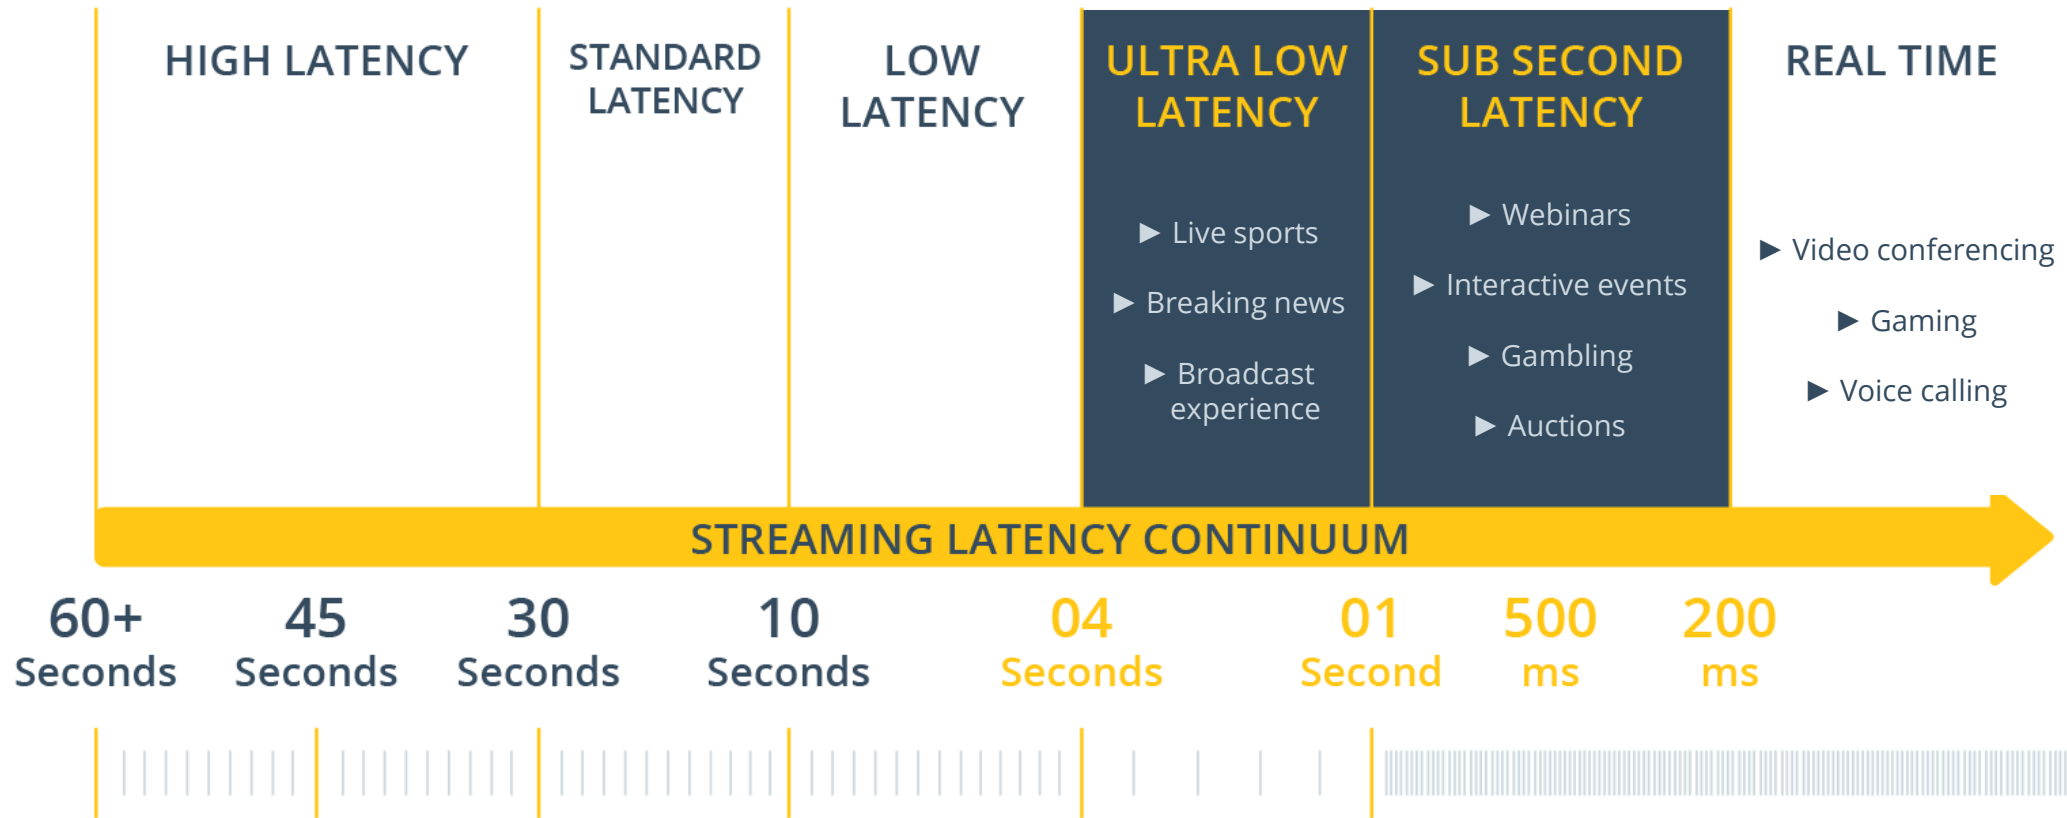 HIGH LATENCY
STANDARD
LATENCY
LOW
LATENCY
ULTRA LOW
LATENCY
► Live sports
► Breaking news
► Broadcast
experience
SUB SECOND
LATENCY
► Webinars
► Interactive events
► Gambling
► Auctions
REAL TIME
► Video conferencing
► Gaming
► Voice calling
STREAMING LATENCY CONTINUUM
60+
Seconds
45
Seconds
30
Seconds
10
Seconds
04
Seconds
01
Second
500
ms
200
ms